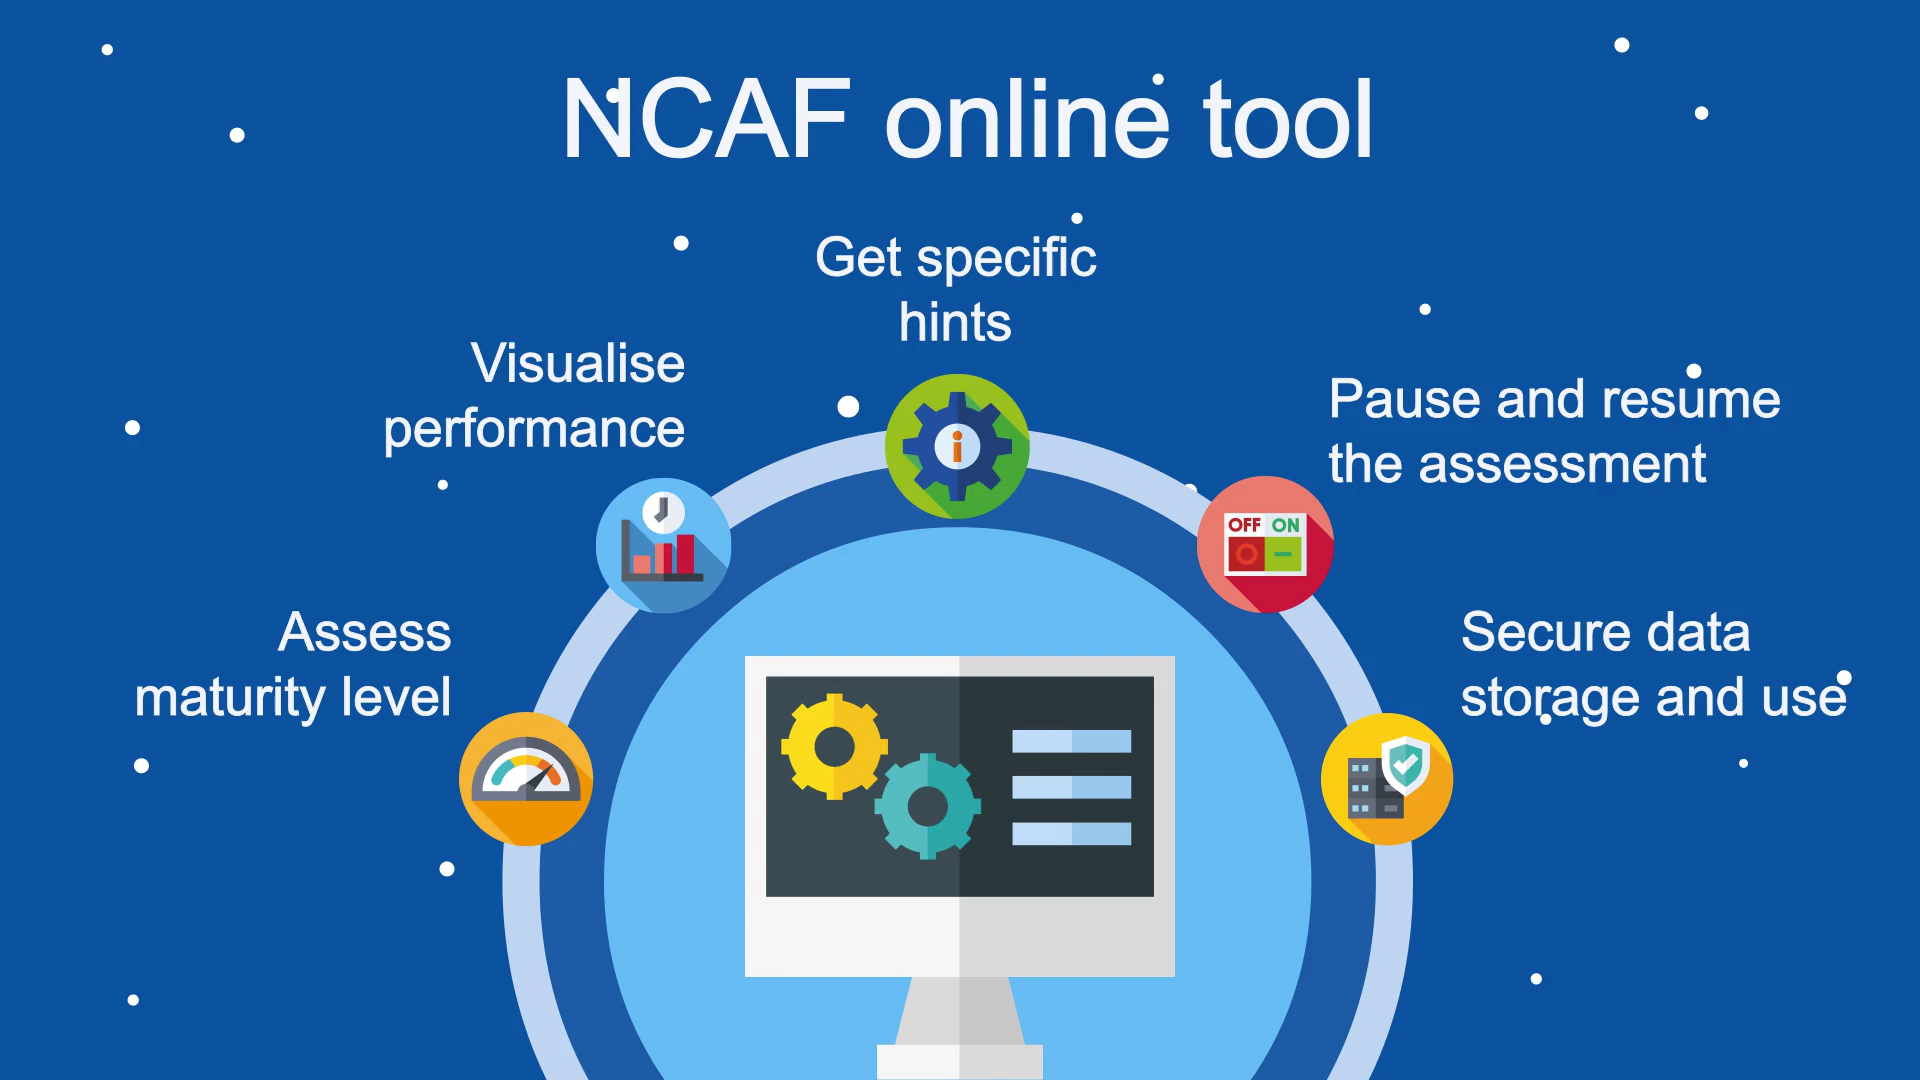 NCAF online tool
Get specific
hints
Visualise
performance
Pause and resume
the assessment
OFF ON
Assess
maturity level
Secure data
storage and use